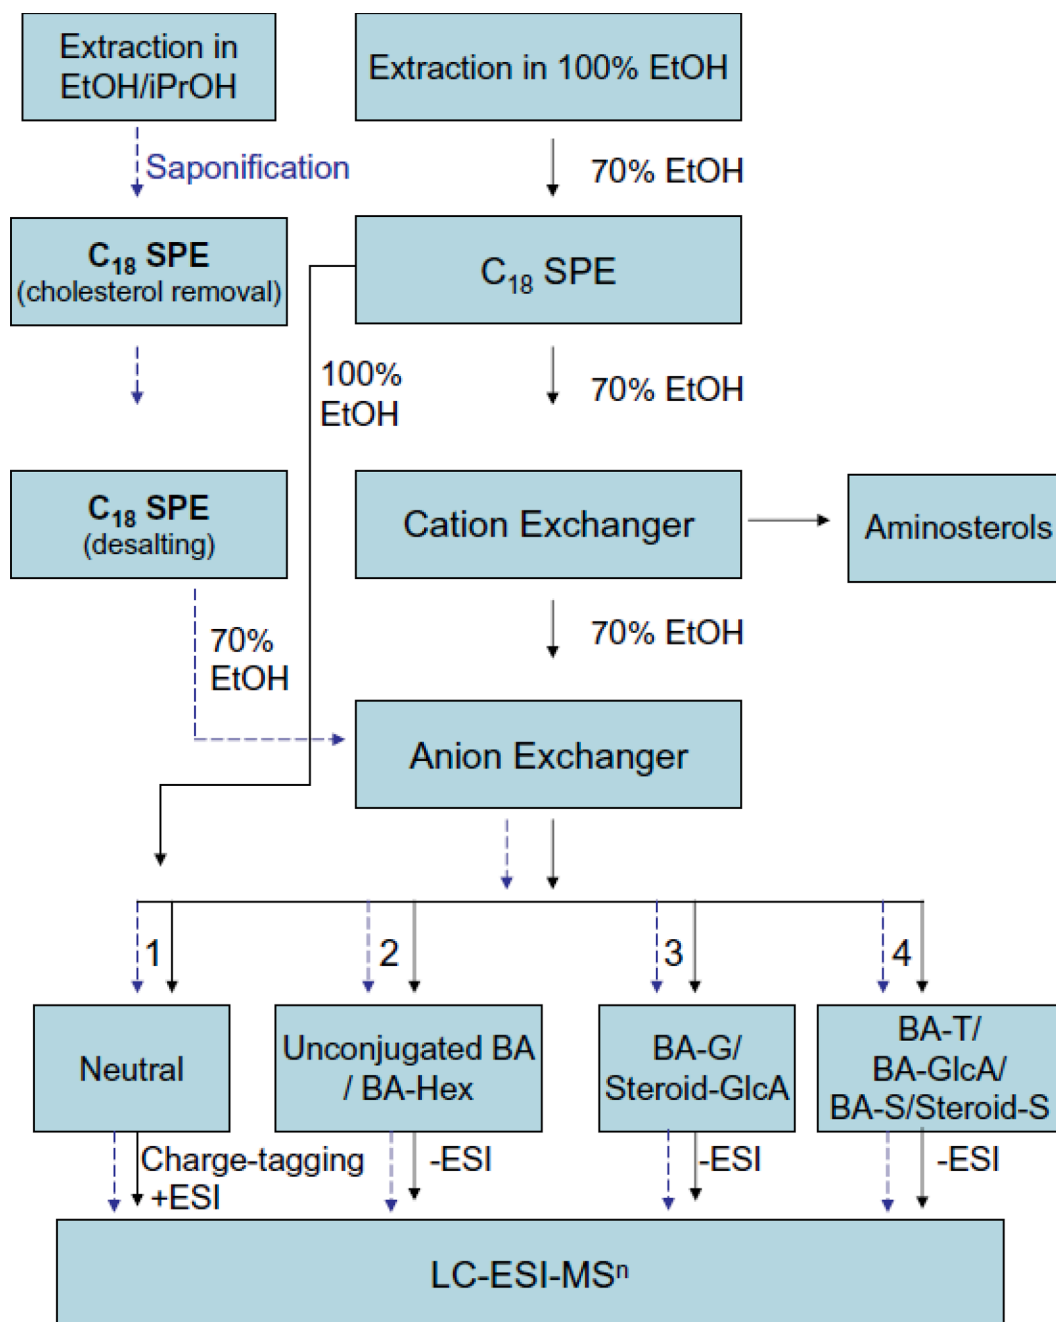 Extraction in
EtOH/iPrOH
Extraction in 100% EtOH
Saponification
70% EtOH
C18 SPE
(cholesterol removal)
C18 SPE
100%
EtOH
70% EtOH
C18 SPE
(desalting)
Cation Exchanger
Aminosterols
70%
EtOH
70% EtOH
Anion Exchanger
1
2
3
4
Neutral
Unconjugated BA
/ BA-Hex
BA-G/
Steroid-GlcA
BA-T/
BA-GlcA/
BA-S/Steroid-S
Charge-tagging
+ESI
-ESI
-ESI
-ESI
LC-ESI-MSⁿ